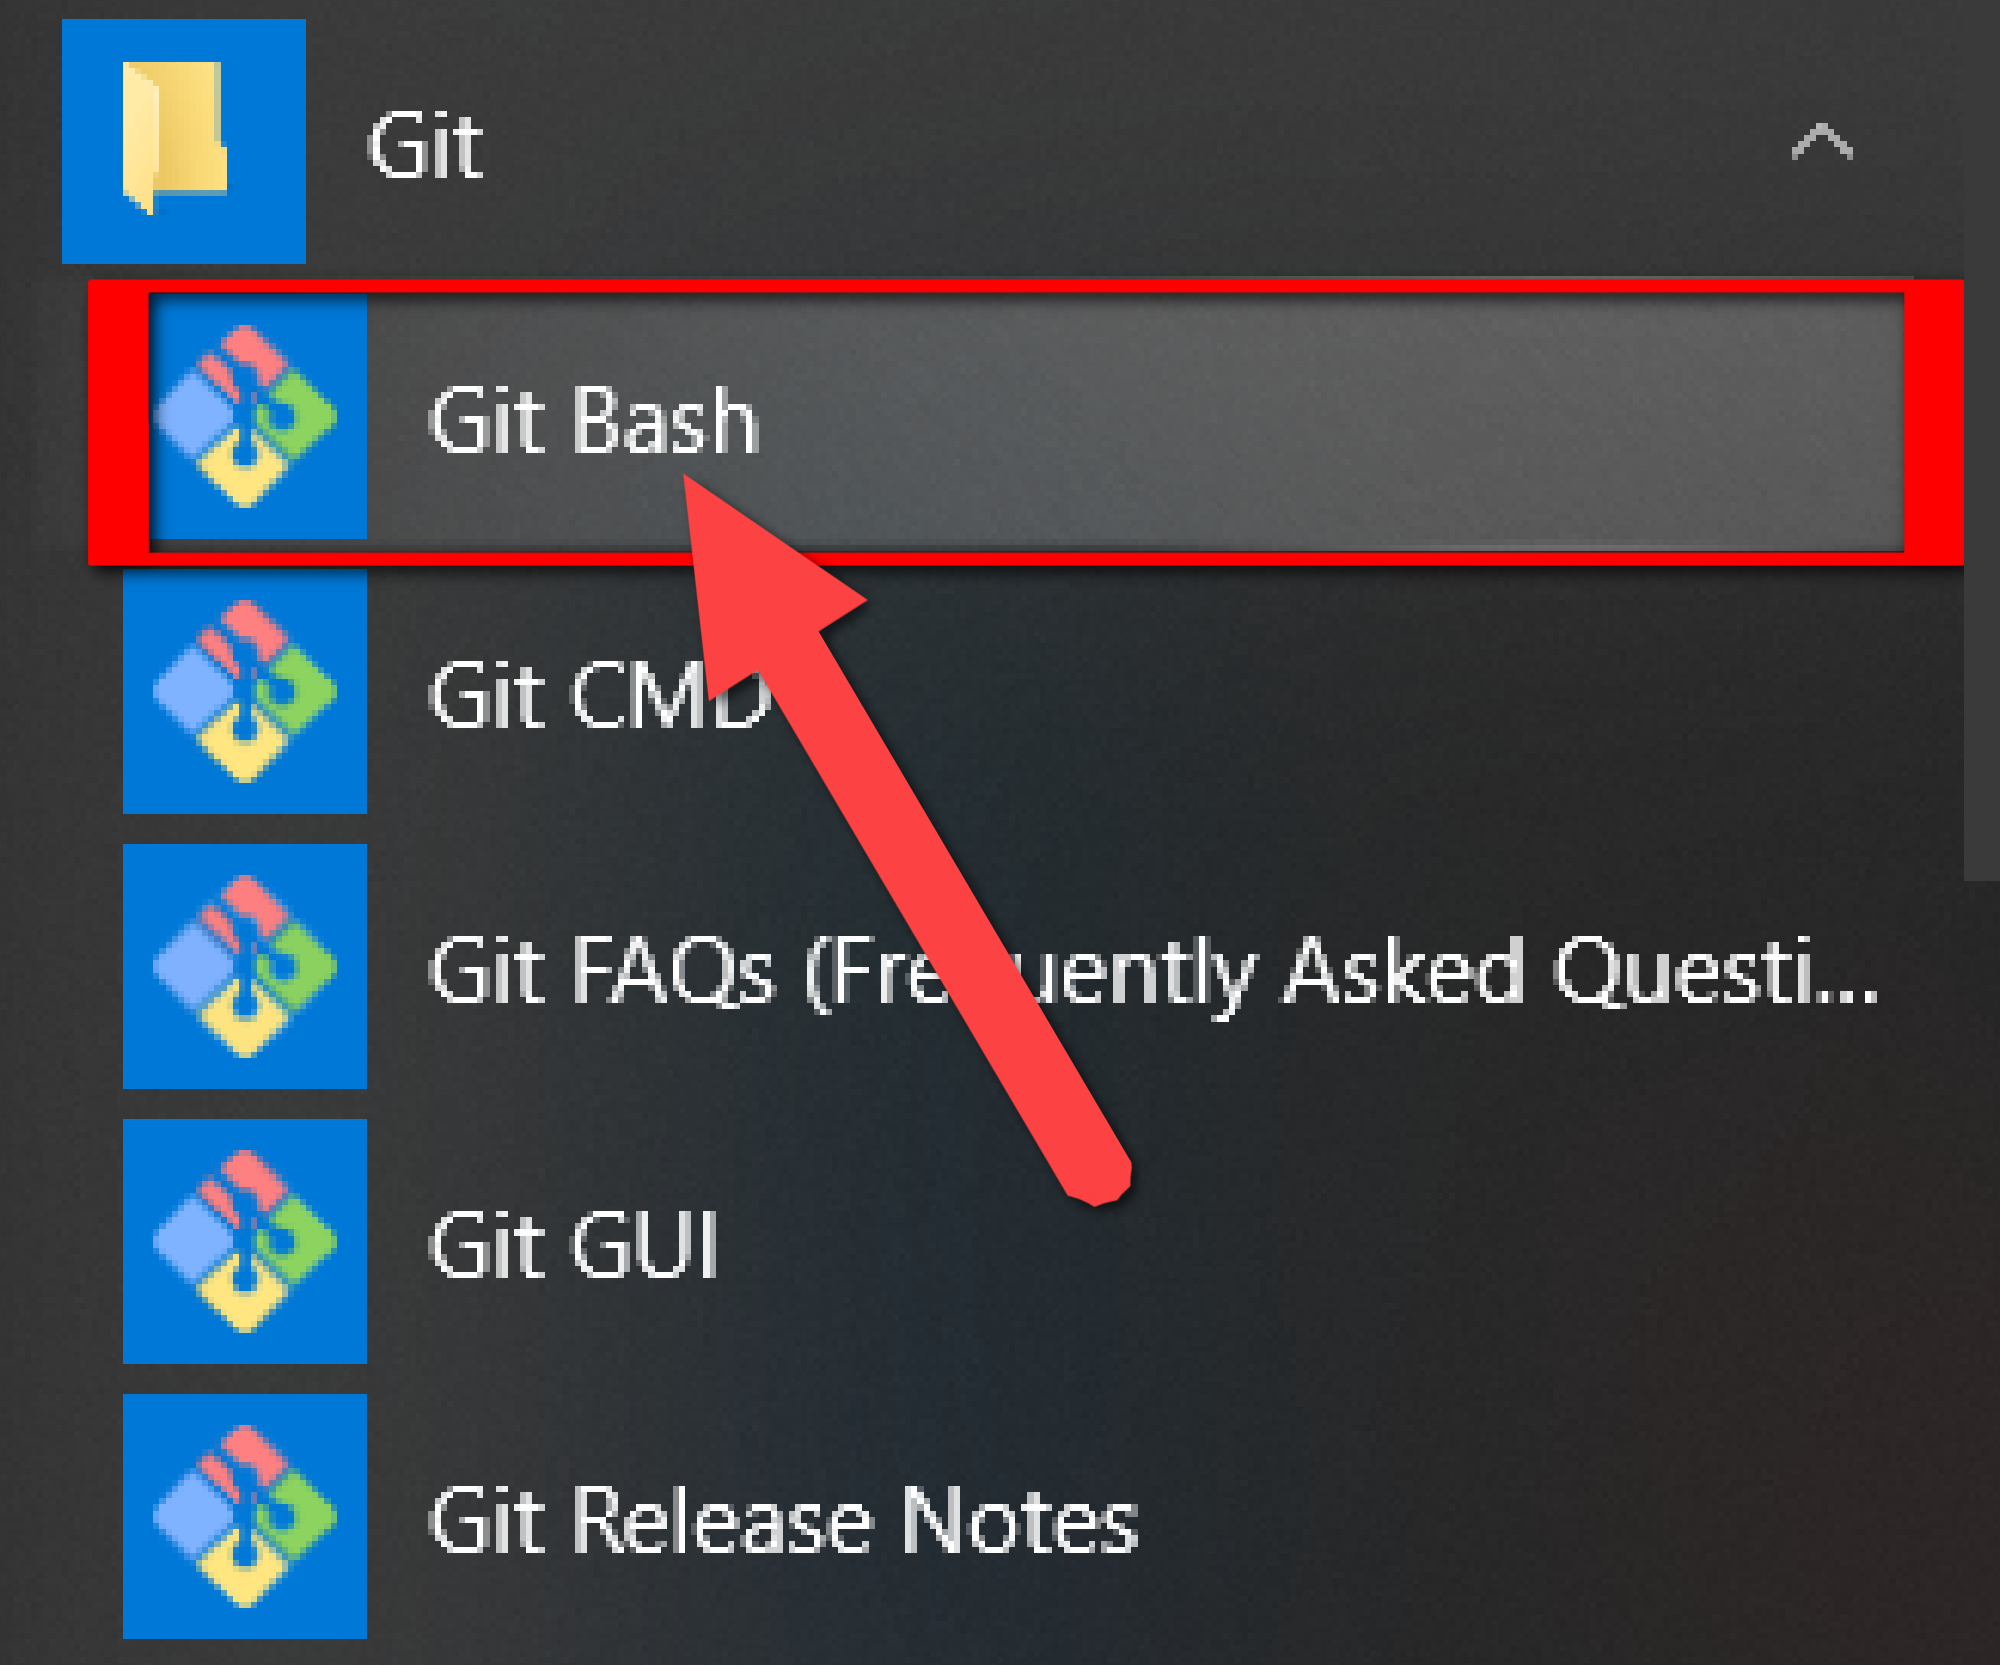 Git
Git Bash
Git CMD
Git FAQs (Frequently Asked Questi...
Git GUI
Git Release Notes